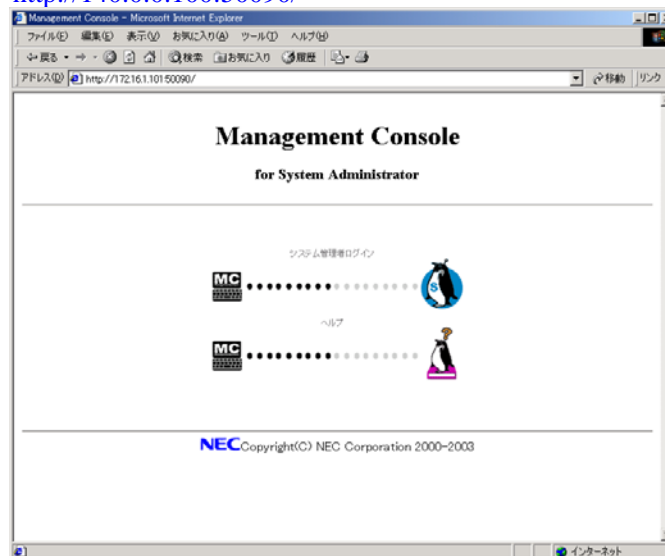 Management Console - Microsoft Internet Explorer
ファイル(F) 編集(E) 表示(V) お気に入り(A) ツール(T) ヘルプ(H)
戻る 検索 お気に入り 履歴
アドレス(D) http://172.16.1.101:50090/ 移動 リンク
Management Console
for System Administrator
システム管理者ログイン
MC S
ヘルプ
MC ?
NEC Copyright(C) NEC Corporation 2000-2003
インターネット